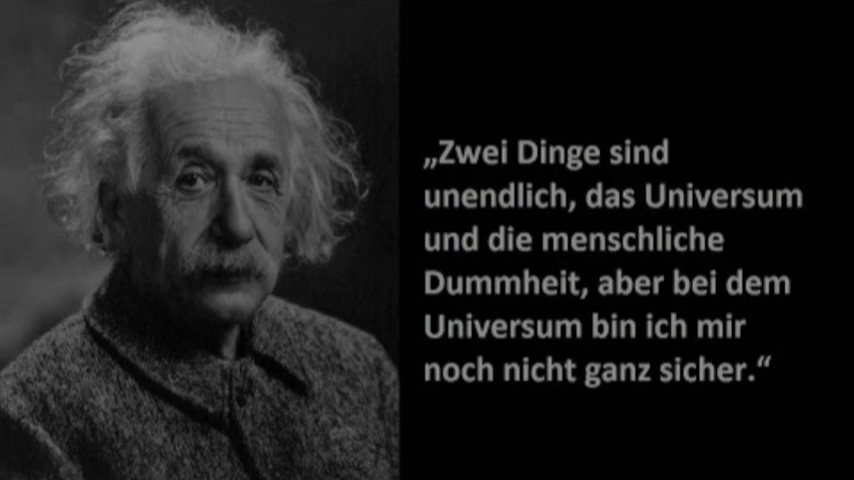 „Zwei Dinge sind
unendlich, das Universum
und die menschliche
Dummheit, aber bei dem
Universum bin ich mir
noch nicht ganz sicher.“